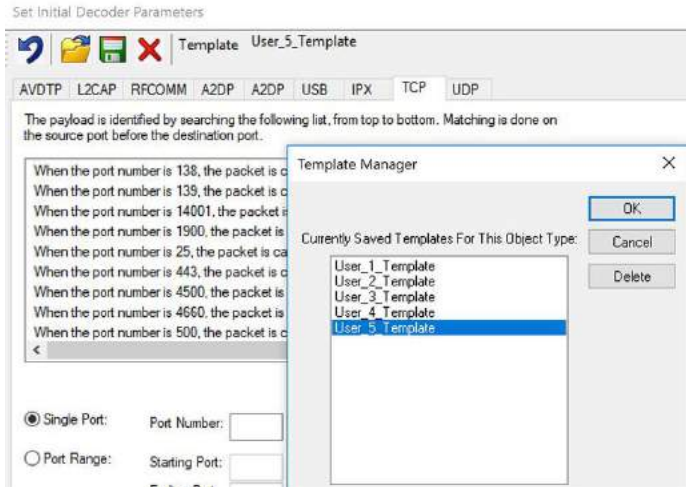 Set Initial Decoder Parameters
Template User_5_Template
AVDTP L2CAP RFCOMM A2DP A2DP USB IPX TCP UDP
The payload is identified by searching the following list, from top to bottom. Matching is done on
the source port before the destination port.
When the port number is 138, the packet is c
When the port number is 139, the packet is c
When the port number is 14001, the packet i
When the port number is 1900, the packet is
When the port number is 25, the packet is ca
When the port number is 443, the packet is c
When the port number is 4500, the packet is
When the port number is 4660, the packet is
When the port number is 500, the packet is c
Single Port: Port Number:
Port Range: Starting Port:
Template Manager
OK
Currently Saved Templates For This Object Type:
Cancel
Delete
User_1_Template
User_2_Template
User_3_Template
User_4_Template
User_5_Template